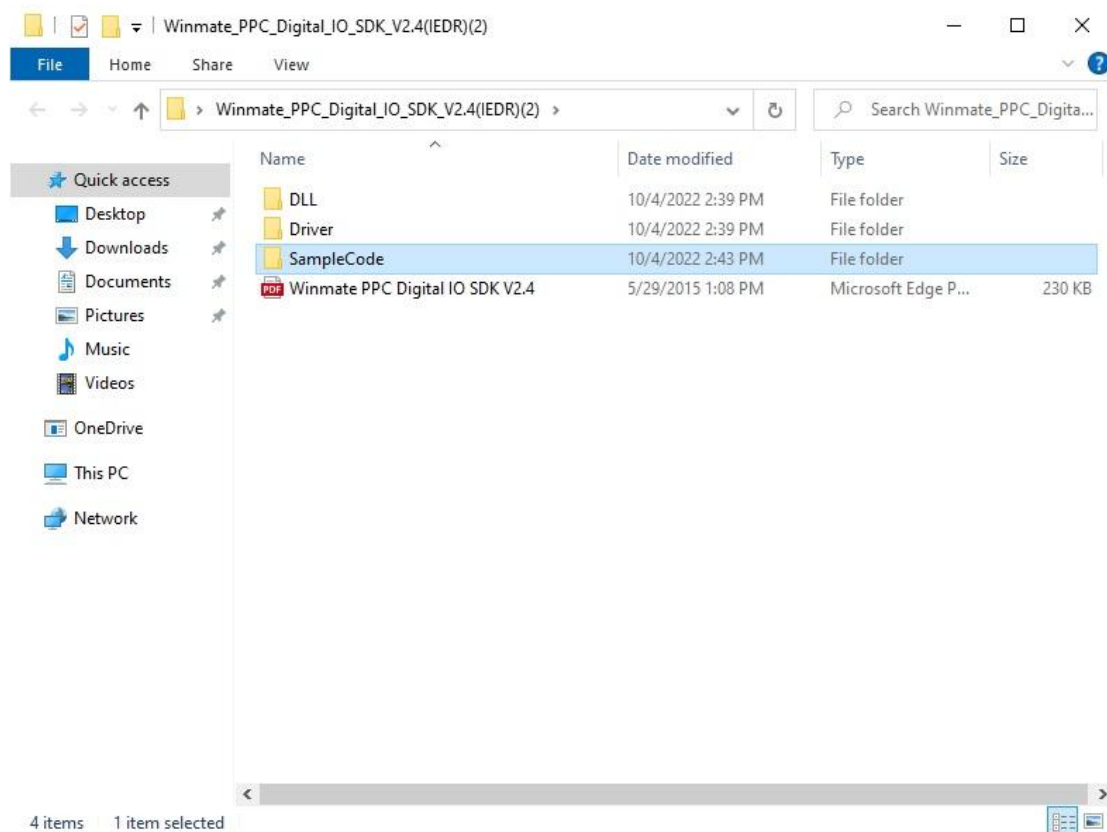 Winmate_PPC_Digital_IO_SDK_V2.4(IEDR)(2)
File Home Share View
Winmate_PPC_Digital_IO_SDK_V2.4(IEDR)(2) Search Winmate_PPC_Digita...
Name Date modified Type Size
Quick access
Desktop
Downloads
Documents
Pictures
Music
Videos
OneDrive
This PC
Network
DLL 10/4/2022 2:39 PM File folder
Driver 10/4/2022 2:39 PM File folder
SampleCode 10/4/2022 2:43 PM File folder
PDF Winmate PPC Digital IO SDK V2.4 5/29/2015 1:08 PM Microsoft Edge P... 230 KB
4 items 1 item selected